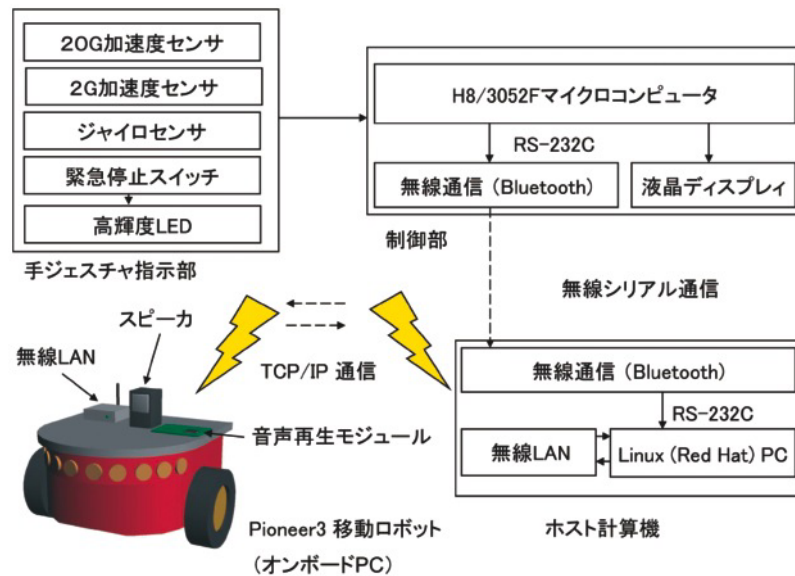 20G加速度センサ
2G加速度センサ
ジャイロセンサ
緊急停止スイッチ
高輝度LED
手ジェスチャ指示部
H8/3052Fマイクロコンピュータ
RS-232C
無線通信（Bluetooth）
液晶ディスプレィ
制御部
無線シリアル通信
スピーカ
無線LAN
TCP/IP 通信
音声再生モジュール
Pioneer3 移動ロボット
（オンボードPC）
無線通信（Bluetooth）
RS-232C
無線LAN
Linux（Red Hat）PC
ホスト計算機